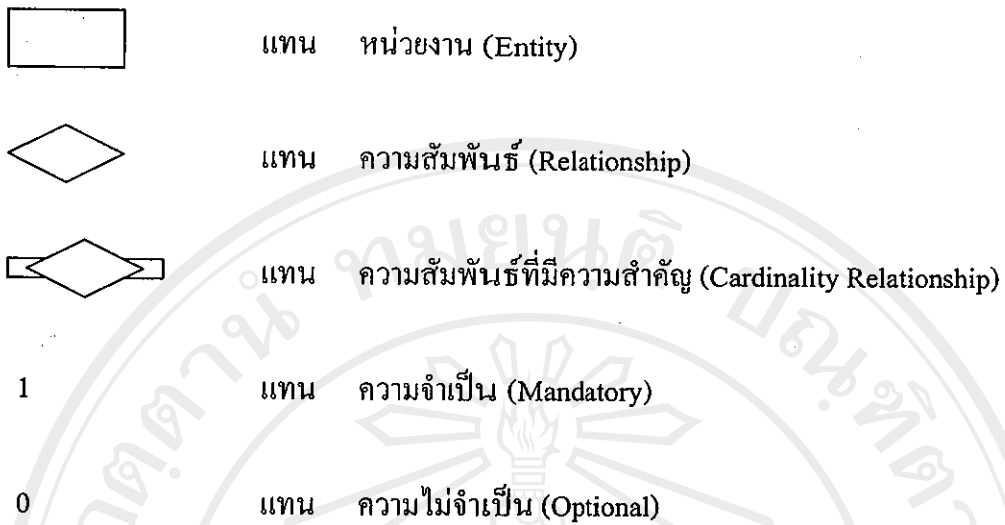 แทน หน่วยงาน (Entity)
แทน ความสัมพันธ์ (Relationship)
แทน ความสัมพันธ์ที่มีความสำคัญ (Cardinality Relationship)
1 แทน ความจำเป็น (Mandatory)
0 แทน ความไม่จำเป็น (Optional)